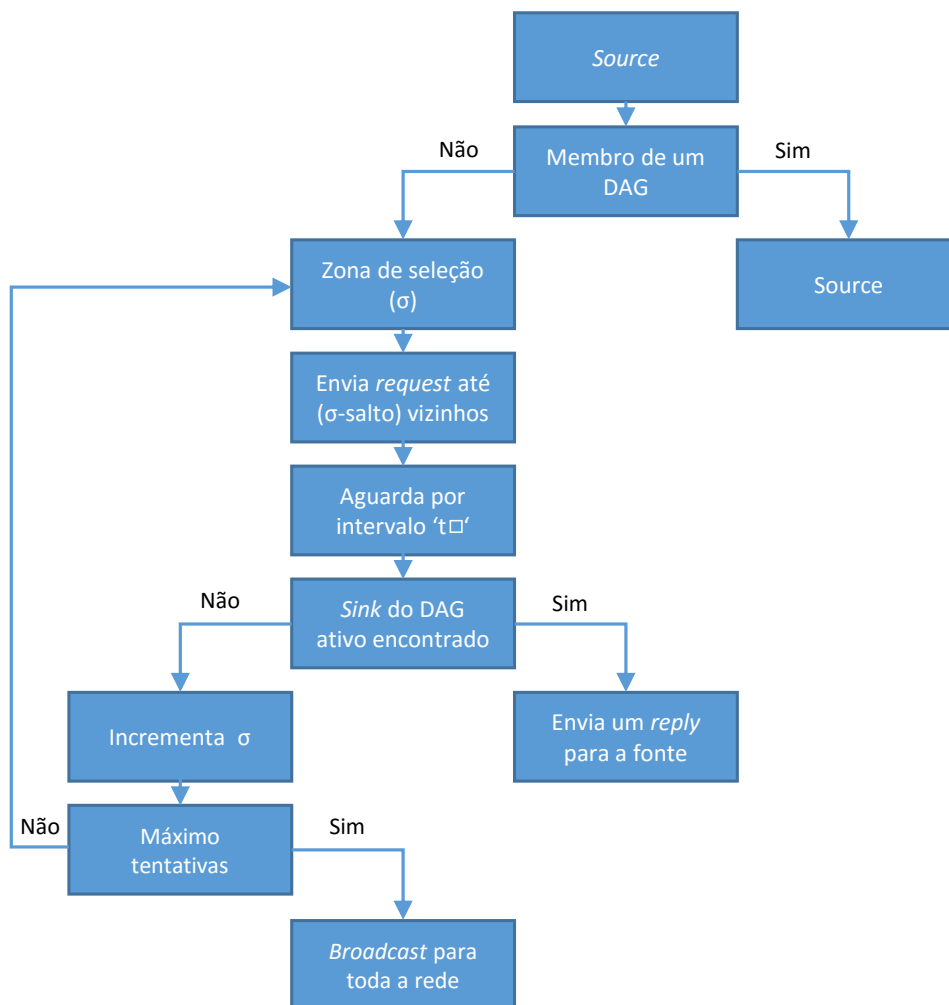 Source
Não
Membro de um
DAG
Sim
Zona de seleção
(σ)
Source
Envia request até
(σ-salto) vizinhos
Aguarda por
intervalo ‘t□‘
Não
Sink do DAG
ativo encontrado
Sim
Incrementa σ
Envia um reply
para a fonte
Não
Máximo
tentativas
Sim
Broadcast para
toda a rede